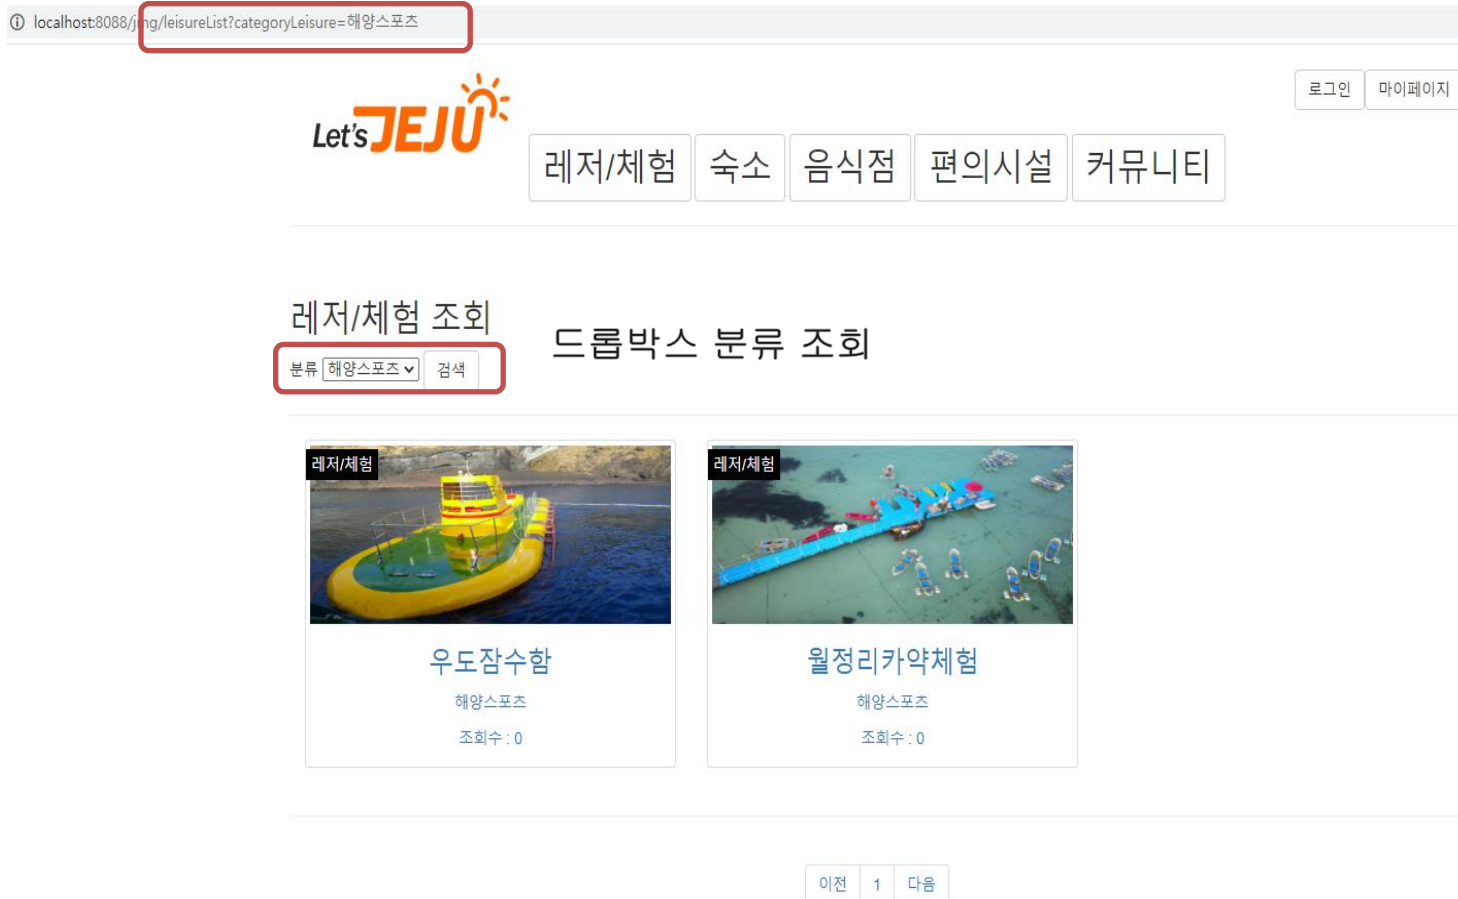 localhost:8088/jmg/leisureList?categoryLeisure=해양스포츠
로그인 마이페이지
Let's JEJU
레저/체험 숙소 음식점 편의시설 커뮤니티
레저/체험 조회
드롭박스 분류 조회
분류 해양스포츠 검색
레저/체험 레저/체험
우도잠수함 월정리카약체험
해양스포츠 해양스포츠
조회수 : 0 조회수 : 0
이전 1 다음